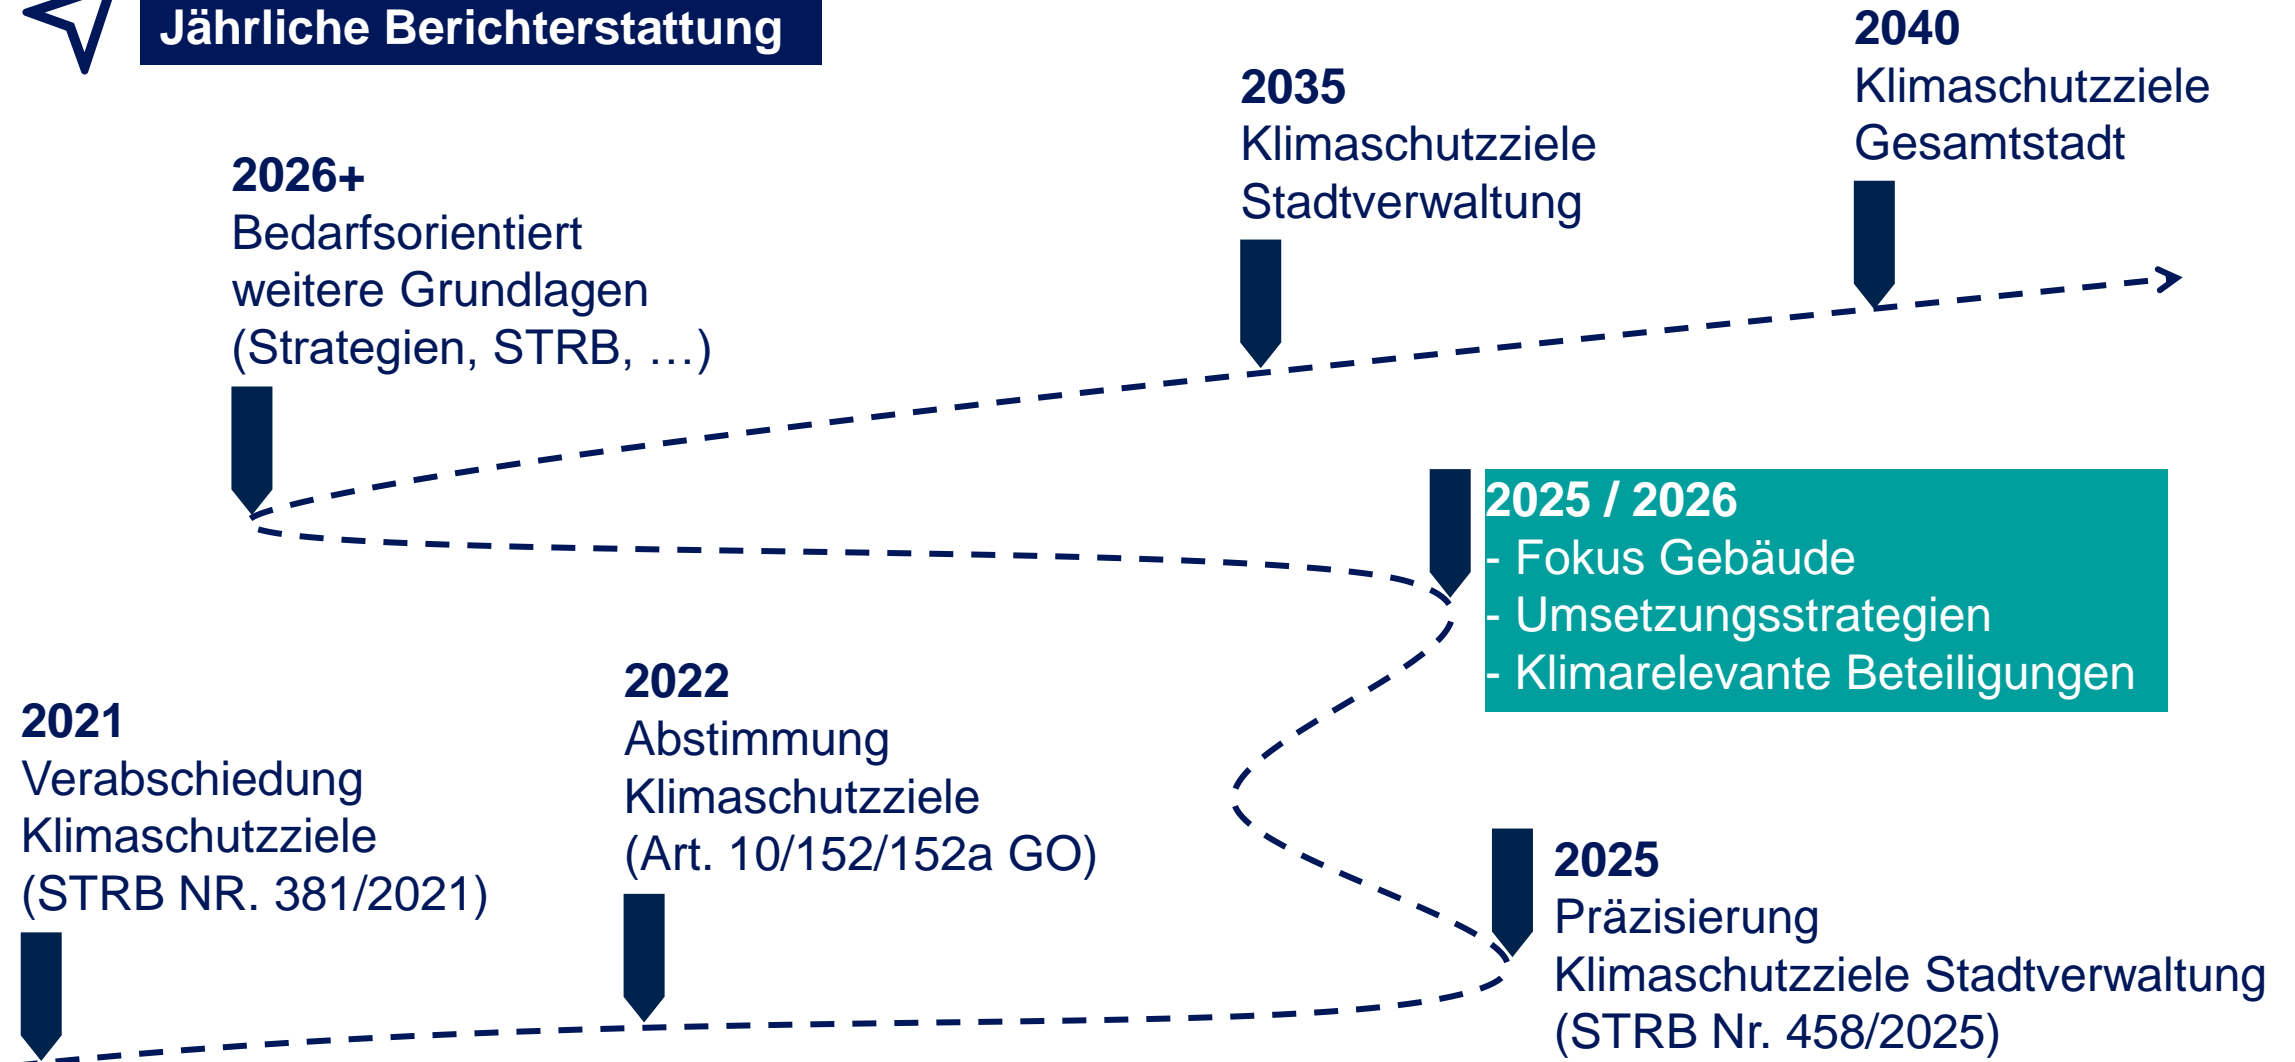 Jährliche Berichterstattung
2040
Klimaschutzziele
Gesamtstadt
2035
Klimaschutzziele
Stadtverwaltung
2026+
Bedarfsorientiert
weitere Grundlagen
(Strategien, STRB, …)
2025 / 2026
- Fokus Gebäude
- Umsetzungsstrategien
- Klimarelevante Beteiligungen
2022
Abstimmung
Klimaschutzziele
(Art. 10/152/152a GO)
2021
Verabschiedung
Klimaschutzziele
(STRB NR. 381/2021)
2025
Präzisierung
Klimaschutzziele Stadtverwaltung
(STRB Nr. 458/2025)